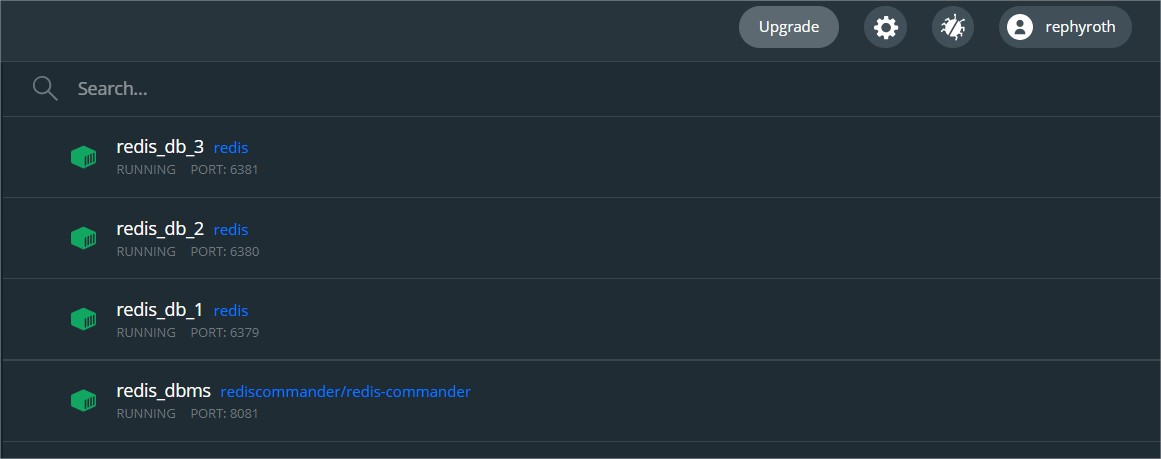 Upgrade rephyroth
Search...
redis_db_3 redis
RUNNING PORT: 6381
redis_db_2 redis
RUNNING PORT: 6380
redis_db_1 redis
RUNNING PORT: 6379
redis_dbms rediscommander/redis-commander
RUNNING PORT: 8081